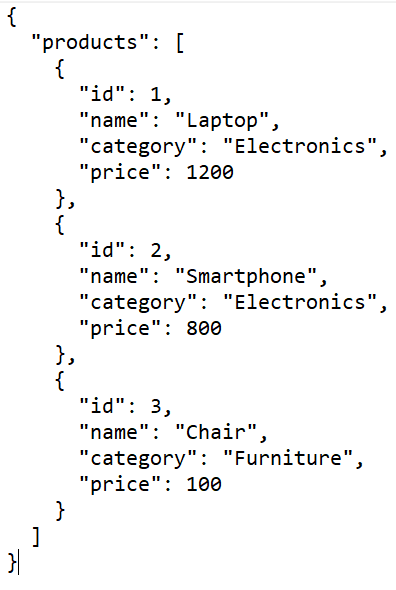 {
  "products": [
    {
      "id": 1,
      "name": "Laptop",
      "category": "Electronics",
      "price": 1200
    },
    {
      "id": 2,
      "name": "Smartphone",
      "category": "Electronics",
      "price": 800
    },
    {
      "id": 3,
      "name": "Chair",
      "category": "Furniture",
      "price": 100
    }
  ]
}